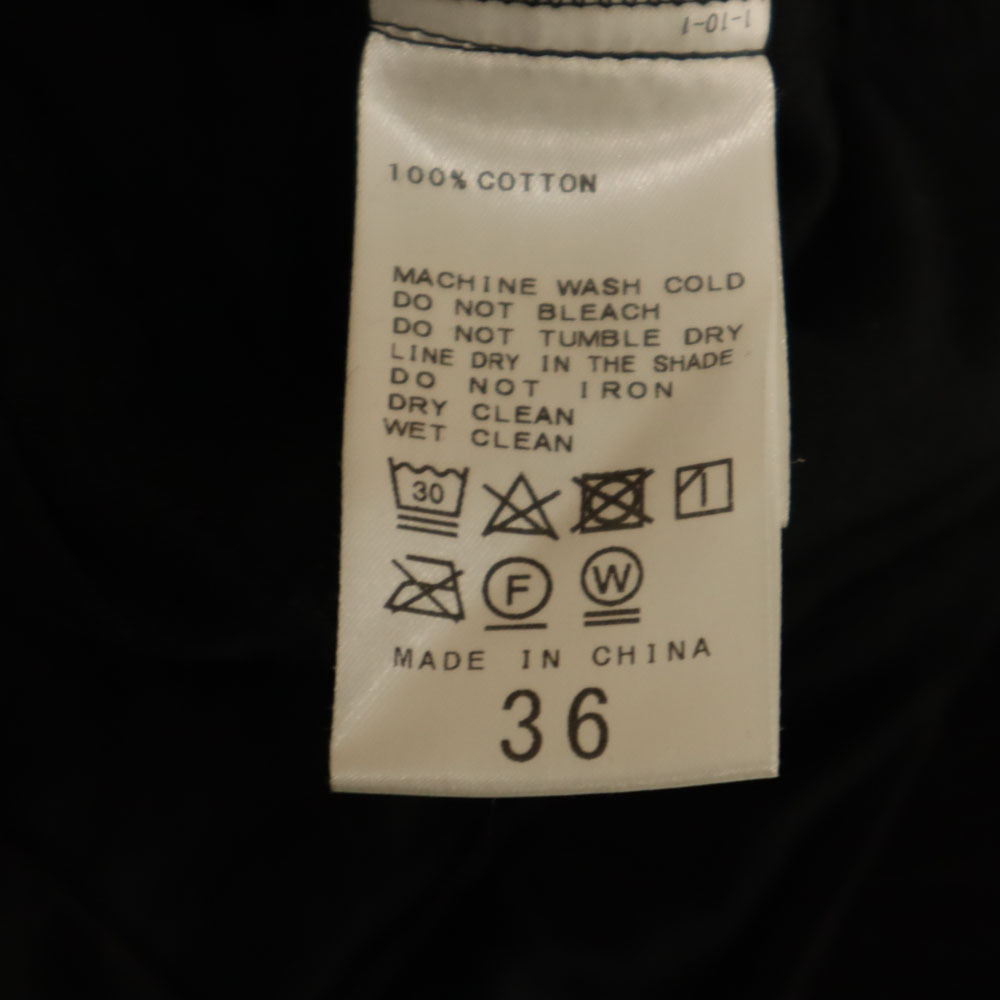 1-10-1
100% COTTON
MACHINE WASH COLD
DO NOT BLEACH
DO NOT TUMBLE DRY
LINE DRY IN THE SHADE
DO NOT IRON
DRY CLEAN
WET CLEAN
30
F W
MADE IN CHINA
36